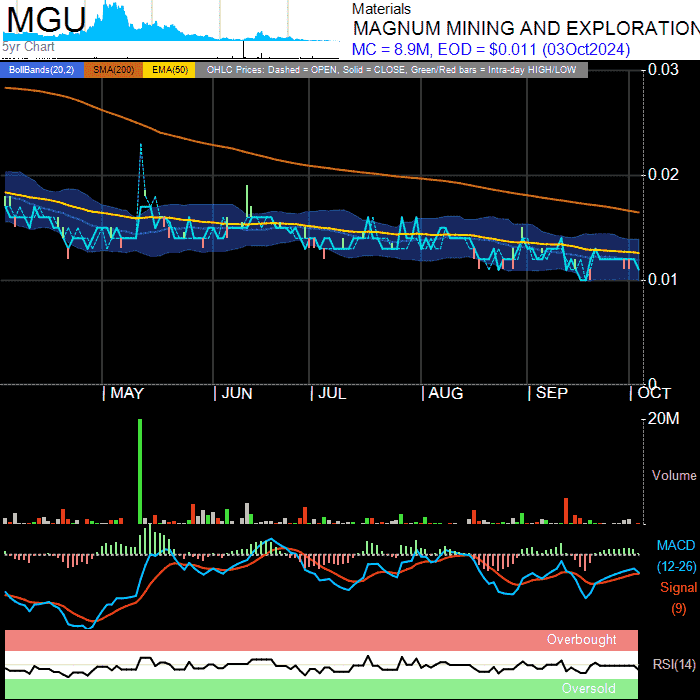 MGU
5yr Chart
Materials
MAGNUM MINING AND EXPLORATION
MC = 8.9M, EOD = $0.011 (03Oct2024)
BollBands(20,2) SMA(200) EMA(50) OHLC Prices: Dashed = OPEN, Solid = CLOSE, Green/Red bars = Intra-day HIGH/LOW
0.03
0.02
0.01
0
MAY JUN JUL AUG SEP OCT
20M
Volume
MACD
(12-26)
Signal
(9)
Overbought
RSI(14)
Oversold